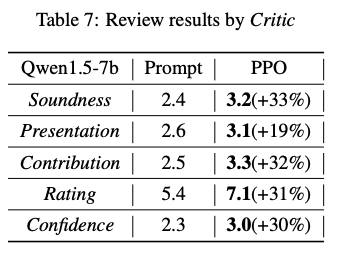 Table 7: Review results by Critic
Qwen1.5-7b | Prompt | PPO |
Soundness | 2.4 | 3.2(+33%) |
Presentation | 2.6 | 3.1(+19%) |
Contribution | 2.5 | 3.3(+32%) |
Rating | 5.4 | 7.1(+31%) |
Confidence | 2.3 | 3.0(+30%) |